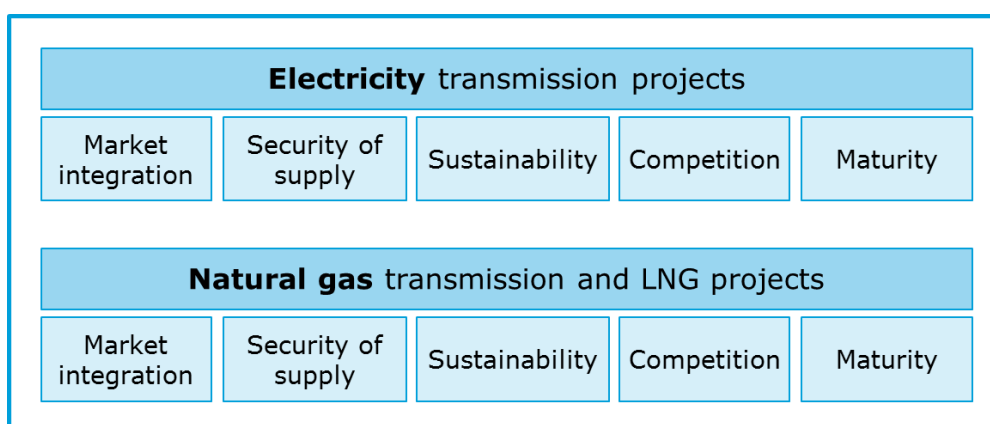 Electricity transmission projects
Market
integration
Security of
supply
Sustainability
Competition
Maturity
Natural gas transmission and LNG projects
Market
integration
Security of
supply
Sustainability
Competition
Maturity